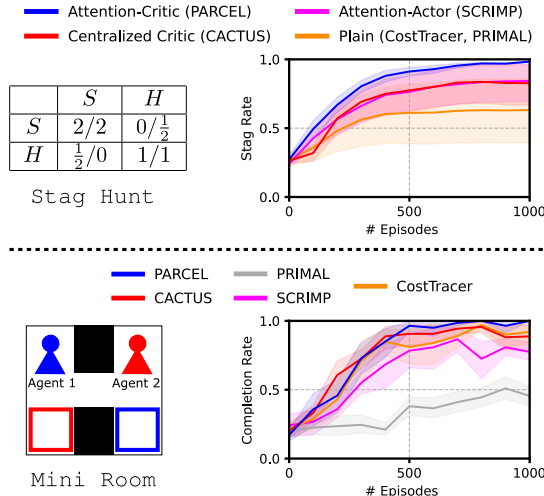 Attention-Critic (PARCEL) Attention-Actor (SCRIMP)
Centralized Critic (CACTUS) Plain (CostTracer, PRIMAL)
S H
S 2/2 0/½
H ½/0 1/1
Stag Hunt
Stag Rate
1.0
0.5
0.0
0 500 1000
# Episodes
PARCEL PRIMAL CostTracer
CACTUS SCRIMP
Agent 1 Agent 2
Mini Room
Completion Rate
1.0
0.5
0.0
0 500 1000
# Episodes